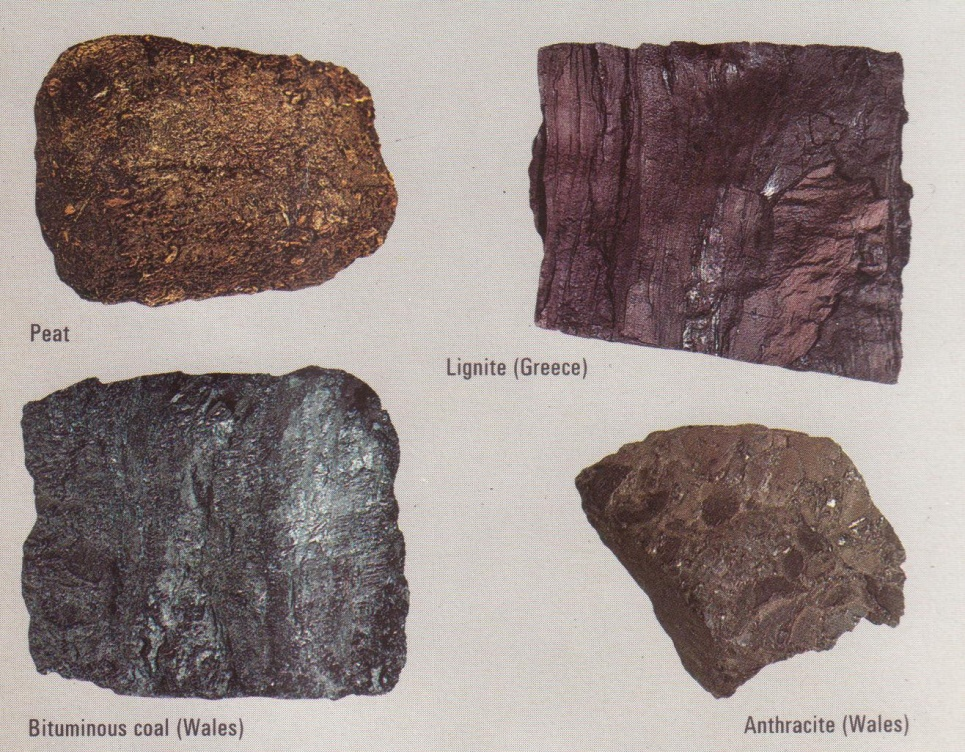 Peat
Lignite (Greece)
Bituminous coal (Wales)
Anthracite (Wales)